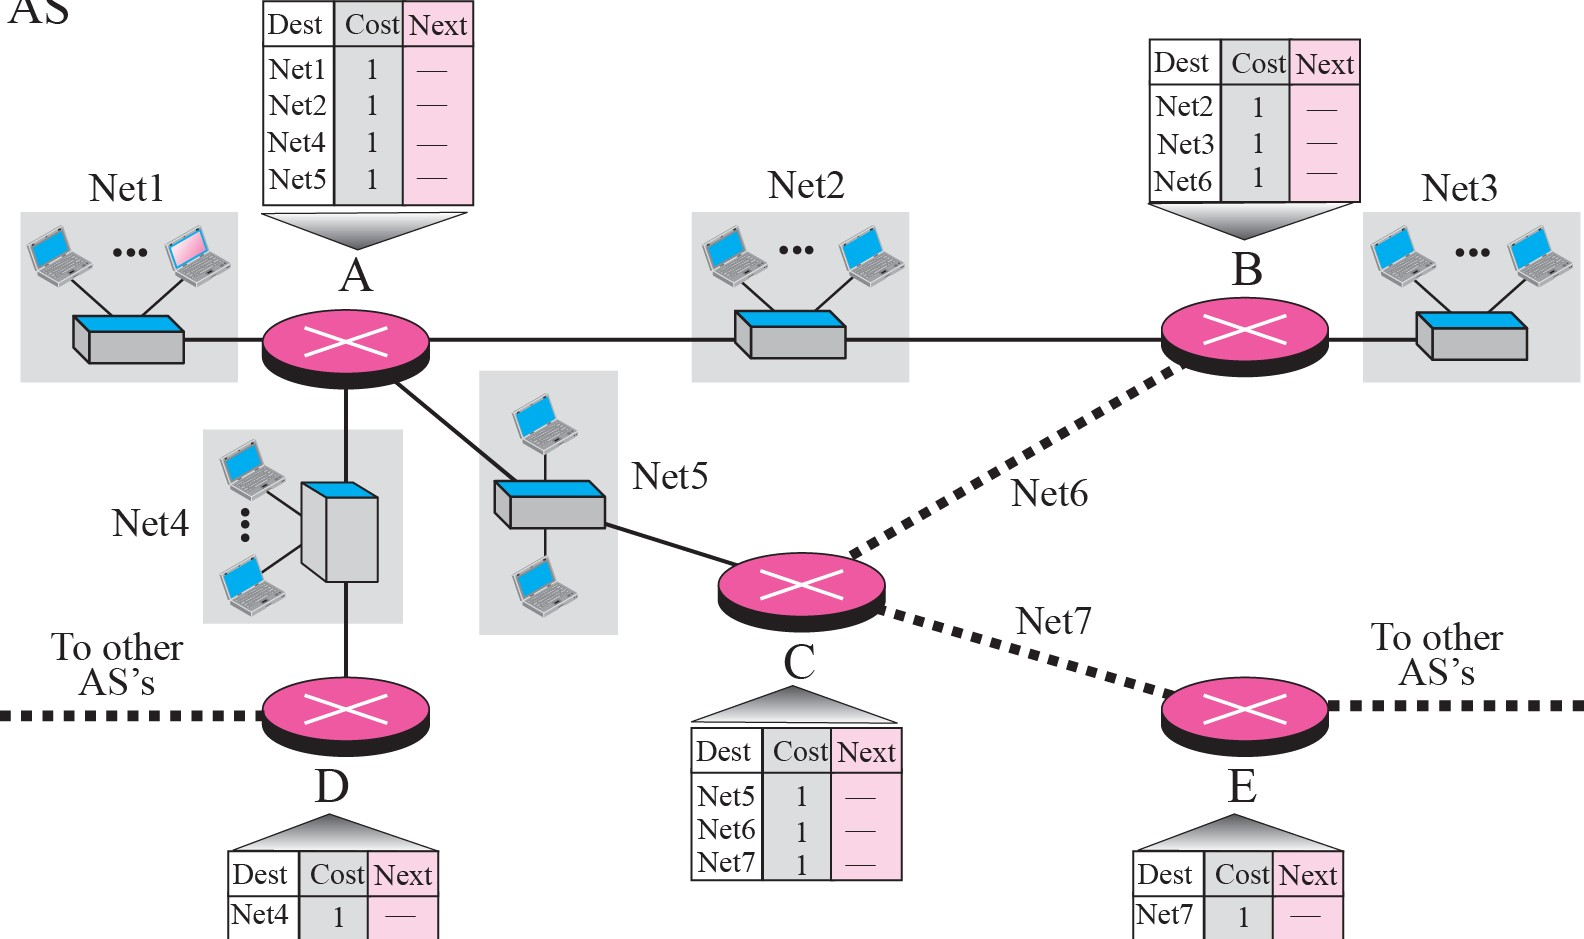 AS
Dest Cost Next
Net1 1 —
Net2 1 —
Net4 1 —
Net5 1 —
Dest Cost Next
Net2 1 —
Net3 1 —
Net6 1 —
Net1
A
Net2
B
Net3
Net4
Net5
Net6
Net7
To other
AS’s
C
To other
AS’s
D
E
Dest Cost Next
Net5 1 —
Net6 1 —
Net7 1 —
Dest Cost Next
Net4 1 —
Dest Cost Next
Net7 1 —